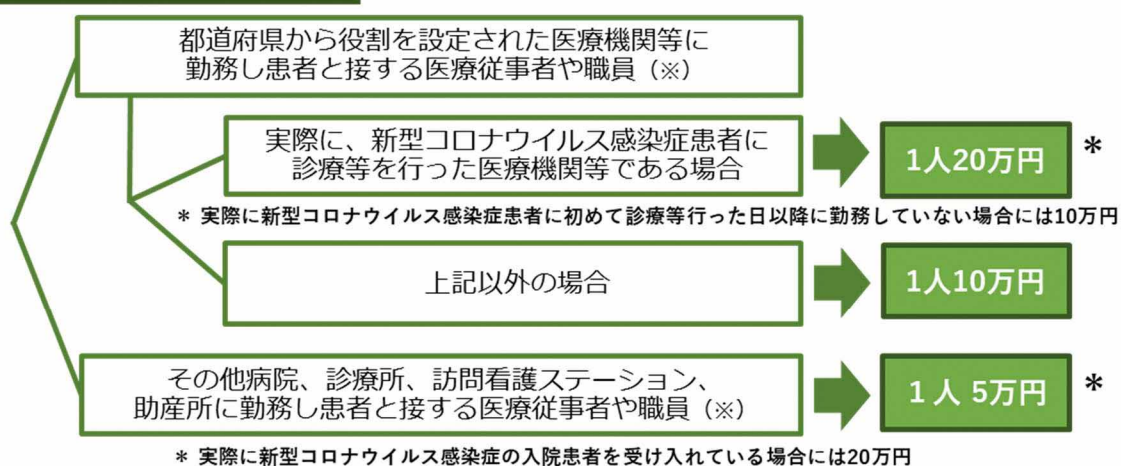 都道府県から役割を設定された医療機関等に
勤務し患者と接する医療従事者や職員（※）
実際に、新型コロナウイルス感染症患者に
診療等を行った医療機関等である場合
1人20万円 *
* 実際に新型コロナウイルス感染症患者に初めて診療等行った日以降に勤務していない場合には10万円
上記以外の場合
1人10万円
その他病院、診療所、訪問看護ステーション、
助産所に勤務し患者と接する医療従事者や職員（※）
1人 5万円 *
* 実際に新型コロナウイルス感染症の入院患者を受け入れている場合には20万円